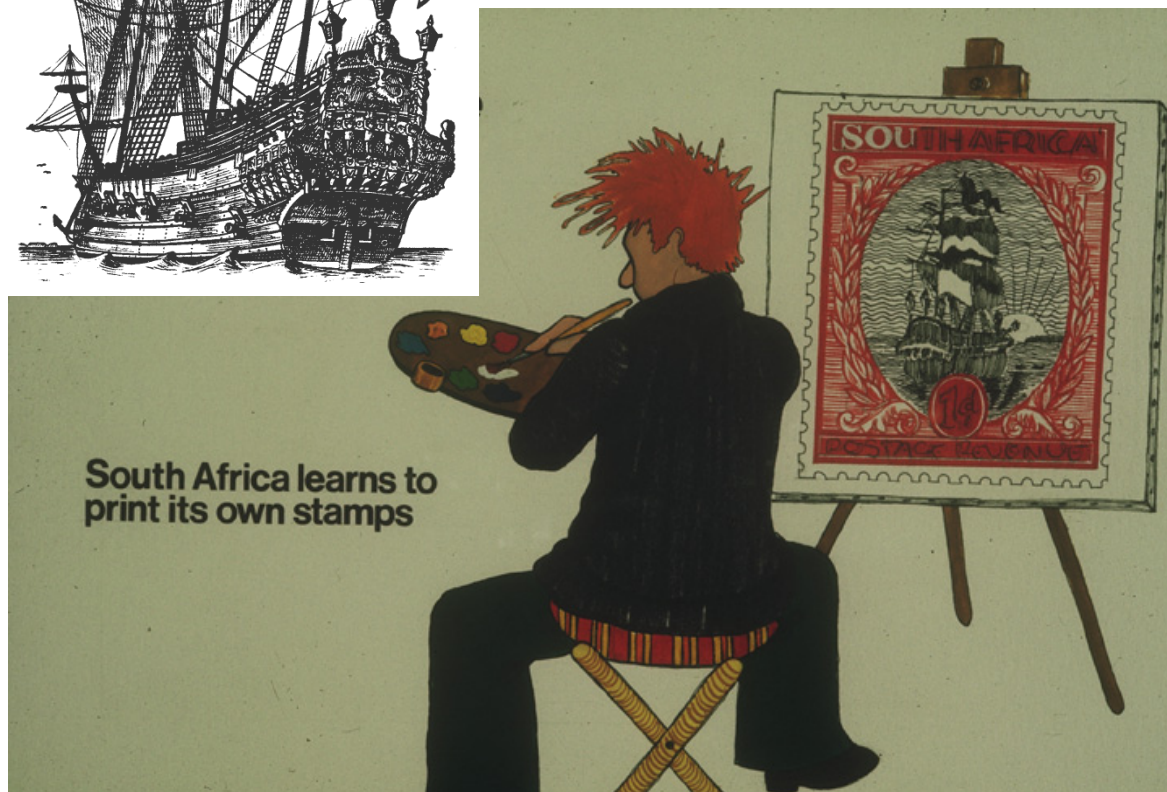 SOUTH AFRICA
1d
POSTAGE REVENUE
South Africa learns to
print its own stamps